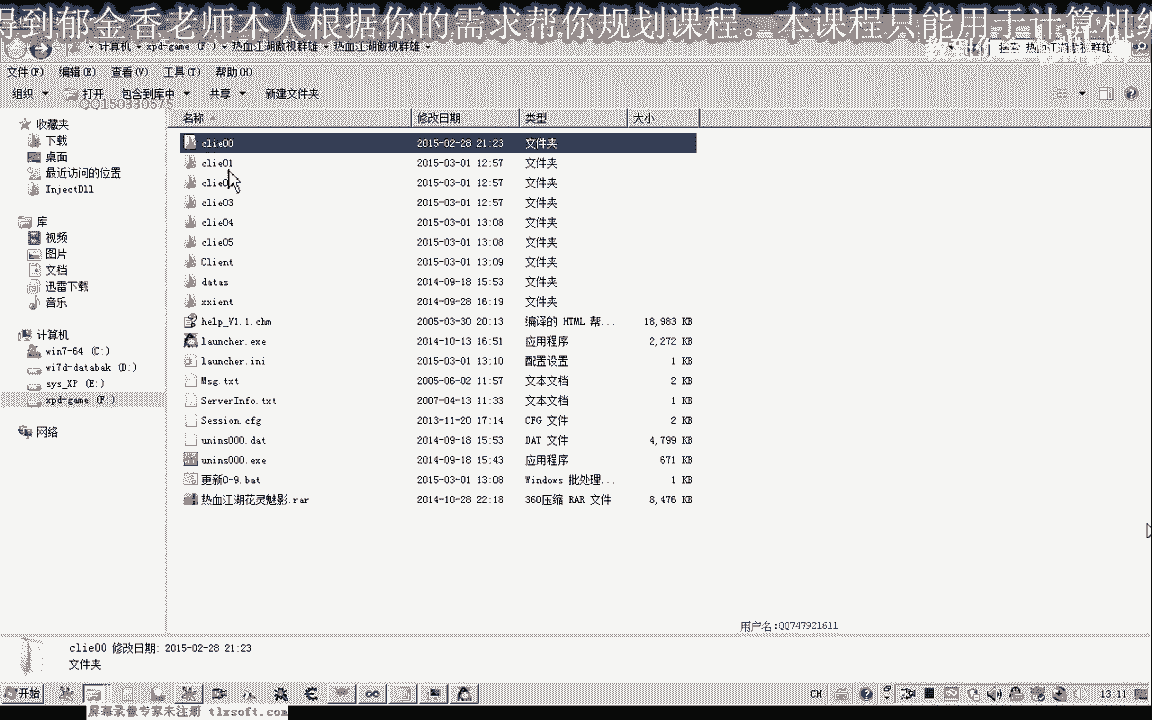 得到郁金香老师本人根据你的需求帮你规划课程。本课程只能用于计算机编
计算机 xpd-game (F:) 热血江湖傲视群雄 热血江湖傲视群雄
文件(F) 编辑(E) 查看(V) 工具(T) 帮助(H)
组织 打开 包含到库中 共享 新建文件夹
QQ150330575
名称 修改日期 类型 大小
收藏夹
下载
桌面
最近访问的位置
InjectDll
库
视频
图片
文档
迅雷下载
音乐
计算机
win7-64 (C:)
wi7d-databak (D:)
sys_XP (E:)
xpd-game (F:)
网络
clie00 2015-02-28 21:23 文件夹
clie01 2015-03-01 12:57 文件夹
2015-03-01 12:57 文件夹
clie03 2015-03-01 12:57 文件夹
clie04 2015-03-01 13:08 文件夹
clie05 2015-03-01 13:08 文件夹
Client 2015-03-01 13:09 文件夹
datas 2014-09-18 15:53 文件夹
xxient 2014-09-28 16:19 文件夹
help_V1.1.chm 2005-03-30 20:13 编译的 HTML 帮... 18,983 KB
launcher.exe 2014-10-13 16:51 应用程序 2,272 KB
launcher.ini 2015-03-01 13:10 配置设置 1 KB
Msg.txt 2005-06-02 11:57 文本文档 2 KB
ServerInfo.txt 2007-04-13 11:33 文本文档 1 KB
Session.cfg 2013-11-20 17:14 CFG 文件 2 KB
unins000.dat 2014-09-18 15:53 DAT 文件 4,799 KB
unins000.exe 2014-09-18 15:43 应用程序 671 KB
更新0-9.bat 2015-03-01 13:08 Windows 批处理... 1 KB
热血江湖花灵魅影.rar 2014-10-28 22:18 360压缩 RAR 文件 8,476 KB
用户名:QQ747921611
clie00 修改日期: 2015-02-28 21:23
文件夹
开始 CH 13:11
屏幕录像专家未注册 tlxsoft.com